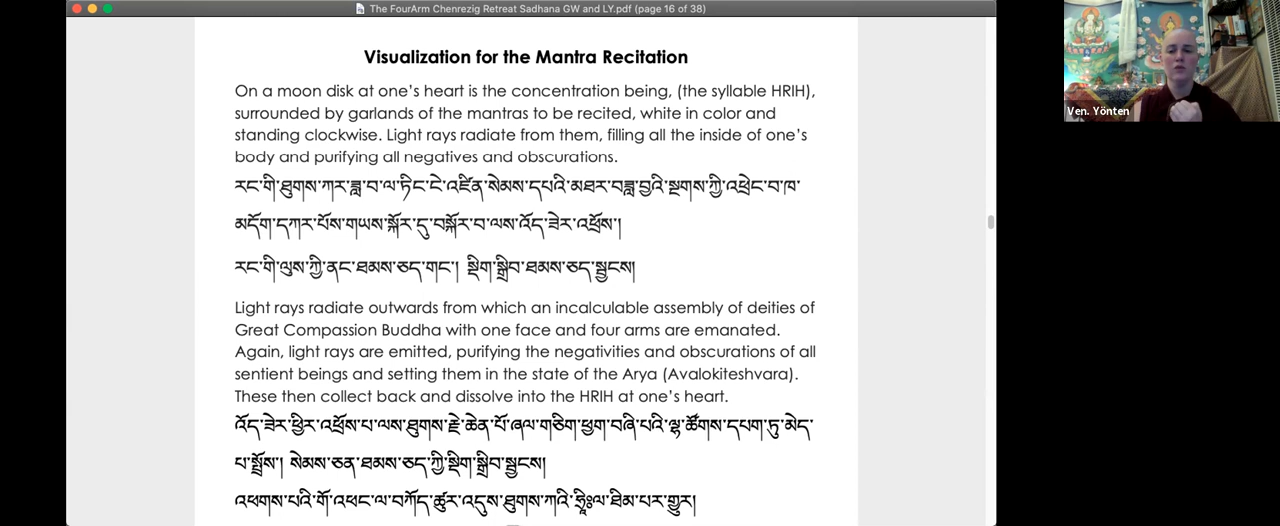 The FourArm Chenrezig Retreat Sadhana GW and LY.pdf (page 16 of 38)
Ven. Yönten
Visualization for the Mantra Recitation
On a moon disk at one’s heart is the concentration being, (the syllable HRIH),
surrounded by garlands of the mantras to be recited, white in color and
standing clockwise. Light rays radiate from them, filling all the inside of one’s
body and purifying all negatives and obscurations.
རང་གི་ཐུགས་ཀར་ཟླ་བ་ལ་ཏིང་ངེ་འཛིན་སེམས་དཔའི་མཐར་བཟླ་བྱའི་སྔགས་ཀྱི་འཕྲེང་བ་ཁ་
མདོག་དཀར་པོས་གཡས་སྐོར་དུ་བསྐོར་བ་ལས་འོད་ཟེར་འཕྲོས་།
རང་གི་ལུས་ཀྱི་ནང་ཐམས་ཅད་གང་། སྡིག་སྒྲིབ་ཐམས་ཅད་སྦྱངས།
Light rays radiate outwards from which an incalculable assembly of deities of
Great Compassion Buddha with one face and four arms are emanated.
Again, light rays are emitted, purifying the negativities and obscurations of all
sentient beings and setting them in the state of the Arya (Avalokiteshvara).
These then collect back and dissolve into the HRIH at one’s heart.
འོད་ཟེར་ཕྱིར་འཕྲོས་པ་ལས་ཐུགས་རྗེ་ཆེན་པོ་ཞལ་གཅིག་ཕྱག་བཞི་པའི་ལྷ་ཚོགས་དཔག་ཏུ་མེད་
པ་སྤྲོས་། སེམས་ཅན་ཐམས་ཅད་ཀྱི་སྡིག་སྒྲིབ་སྦྱངས།
འཕགས་པའི་གོ་འཕང་ལ་བཀོད་ཚུར་འདུས་ཐུགས་ཀའི་ཧྲཱིཿལ་ཐིམ་པར་གྱུར།